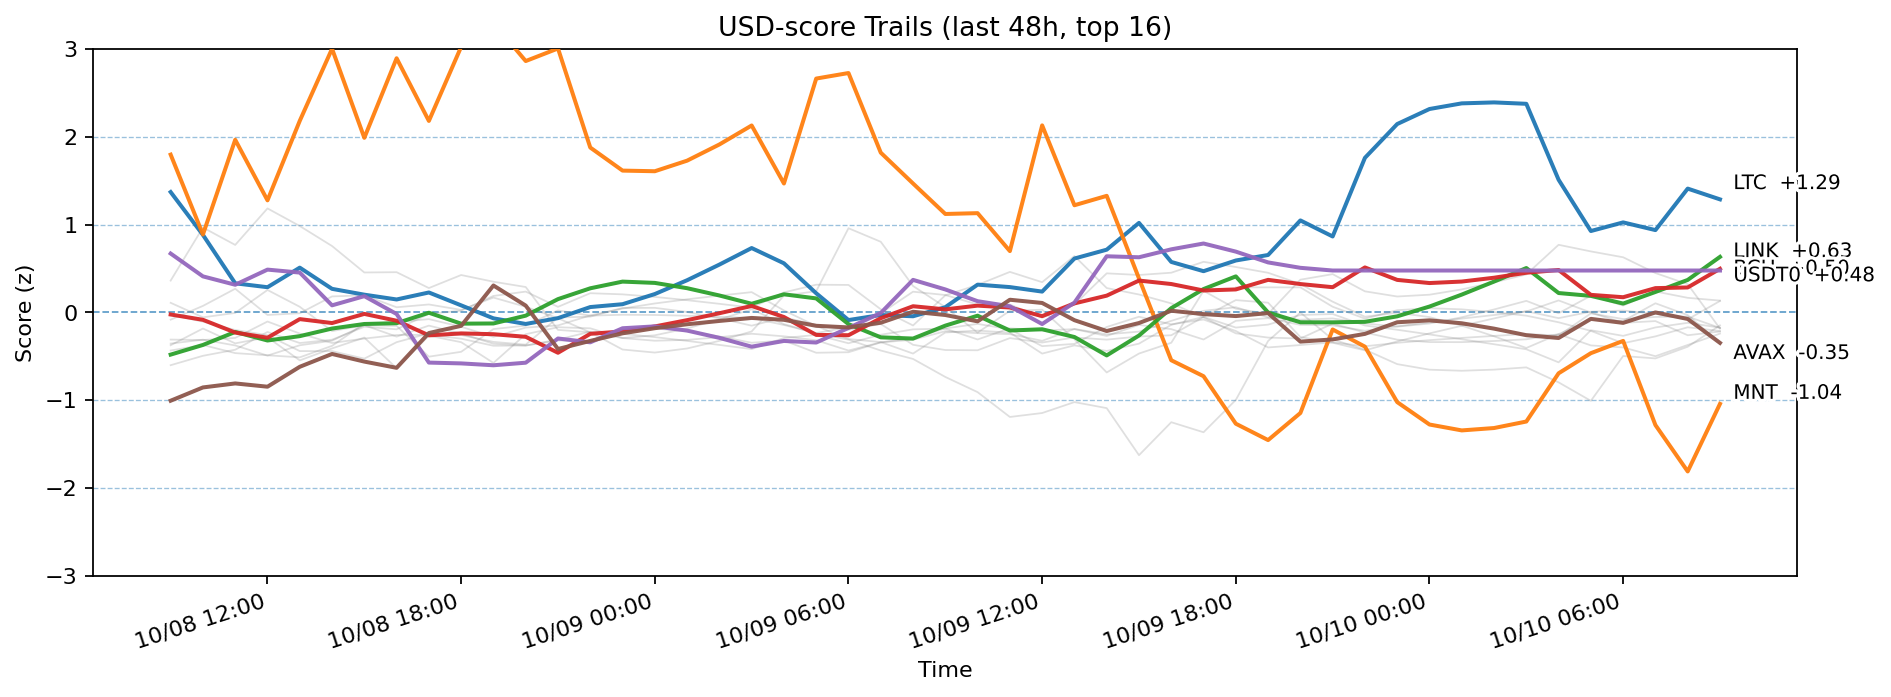 USD-score Trails (last 48h, top 16)
Score (z)
3
2
1
0
−1
−2
−3
LTC +1.29
LINK +0.63
USDT0 +0.48
AVAX -0.35
MNT -1.04
10/08 12:00
10/08 18:00
10/09 00:00
10/09 06:00
10/09 12:00
10/09 18:00
10/10 00:00
10/10 06:00
Time